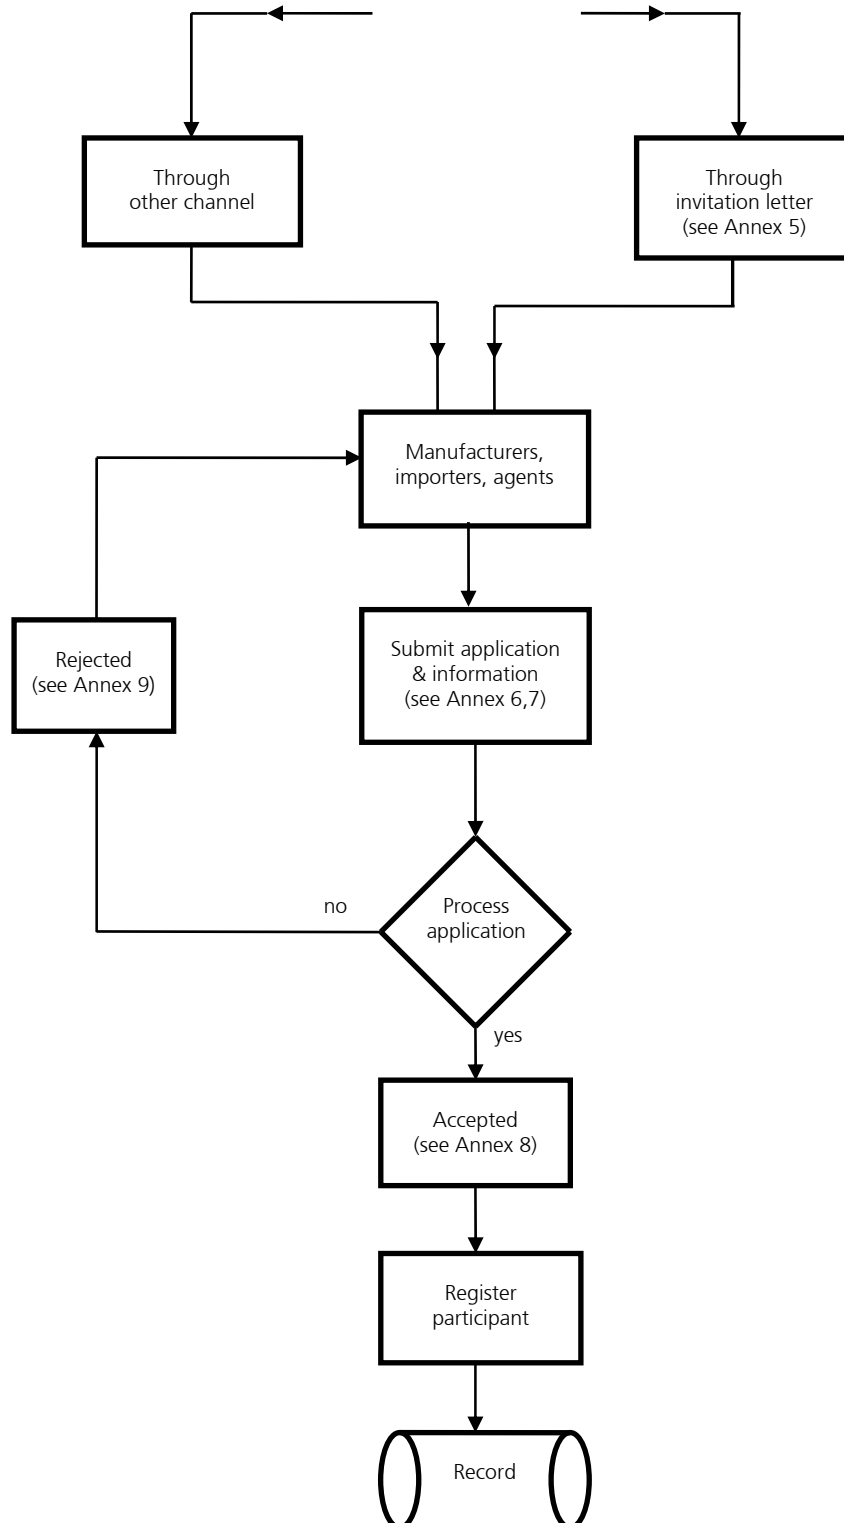 Through
other channel
Through
invitation letter
(see Annex 5)
Manufacturers,
importers, agents
Rejected
(see Annex 9)
Submit application
& information
(see Annex 6,7)
no
Process
application
yes
Accepted
(see Annex 8)
Register
participant
Record